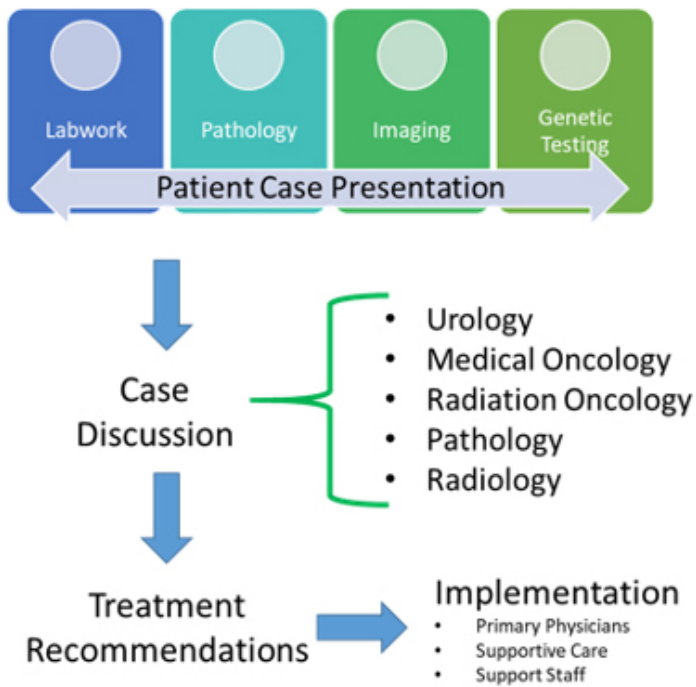 Labwork
Pathology
Imaging
Genetic
Testing
Patient Case Presentation
Case
Discussion
• Urology
• Medical Oncology
• Radiation Oncology
• Pathology
• Radiology
Treatment
Recommendations
Implementation
• Primary Physicians
• Supportive Care
• Support Staff